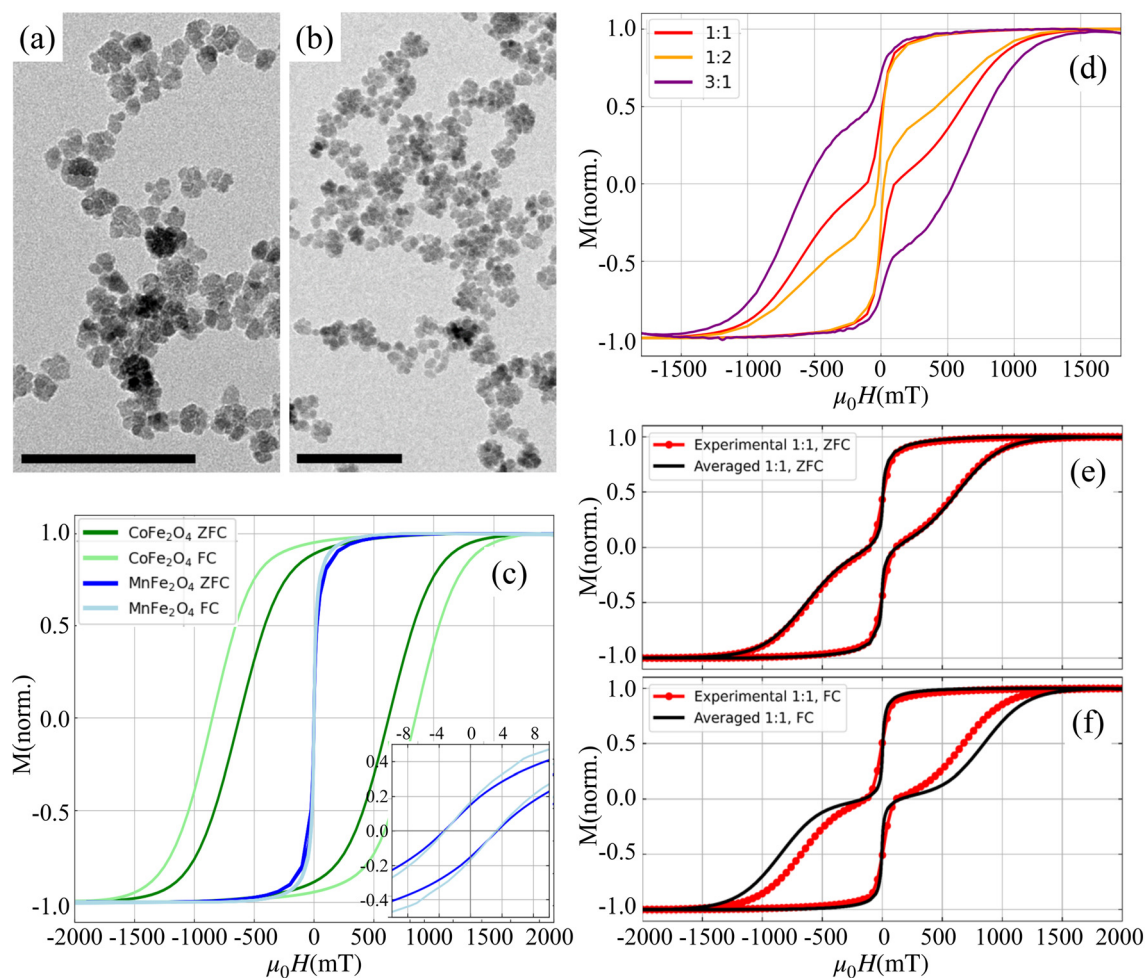 (a)
(b)
(c)
CoFe₂O₄ ZFC
CoFe₂O₄ FC
MnFe₂O₄ ZFC
MnFe₂O₄ FC
M(norm.)
1.0
0.5
0.0
-0.5
-1.0
-2000 -1500 -1000 -500 0 500 1000 1500 2000
μ₀H(mT)
-8 -4 0 4 8
0.4
0.2
0.0
-0.2
-0.4
(d)
1:1
1:2
3:1
M(norm.)
1.0
0.5
0.0
-0.5
-1.0
-1500 -1000 -500 0 500 1000 1500
μ₀H(mT)
(e)
Experimental 1:1, ZFC
Averaged 1:1, ZFC
M(norm.)
1.0
0.5
0.0
-0.5
-1.0
(f)
Experimental 1:1, FC
Averaged 1:1, FC
M(norm.)
1.0
0.5
0.0
-0.5
-1.0
-2000 -1500 -1000 -500 0 500 1000 1500 2000
μ₀H(mT)